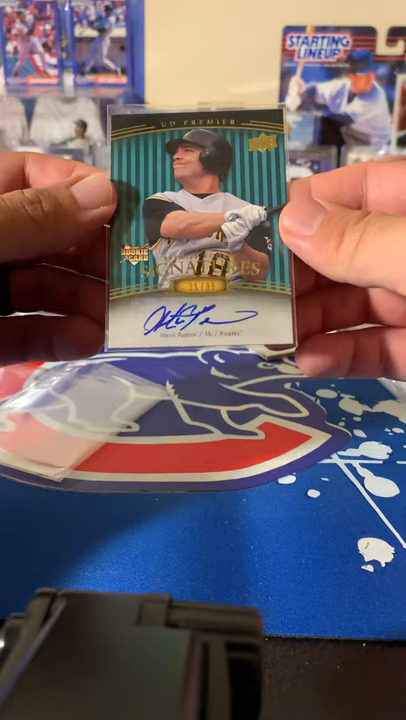 STARTING
LINEUP
UD PREMIER
ROOKIE
CARD
SIGNATURES
Steve Pearce / 1b / Pirates